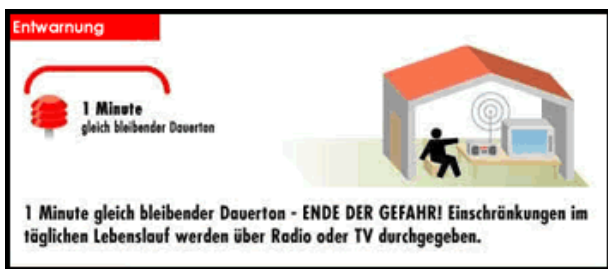 Entwarnung
1 Minute
gleich bleibender Dauerton
1 Minute gleich bleibender Dauerton - ENDE DER GEFAHR! Einschränkungen im
täglichen Lebenslauf werden über Radio oder TV durchgegeben.